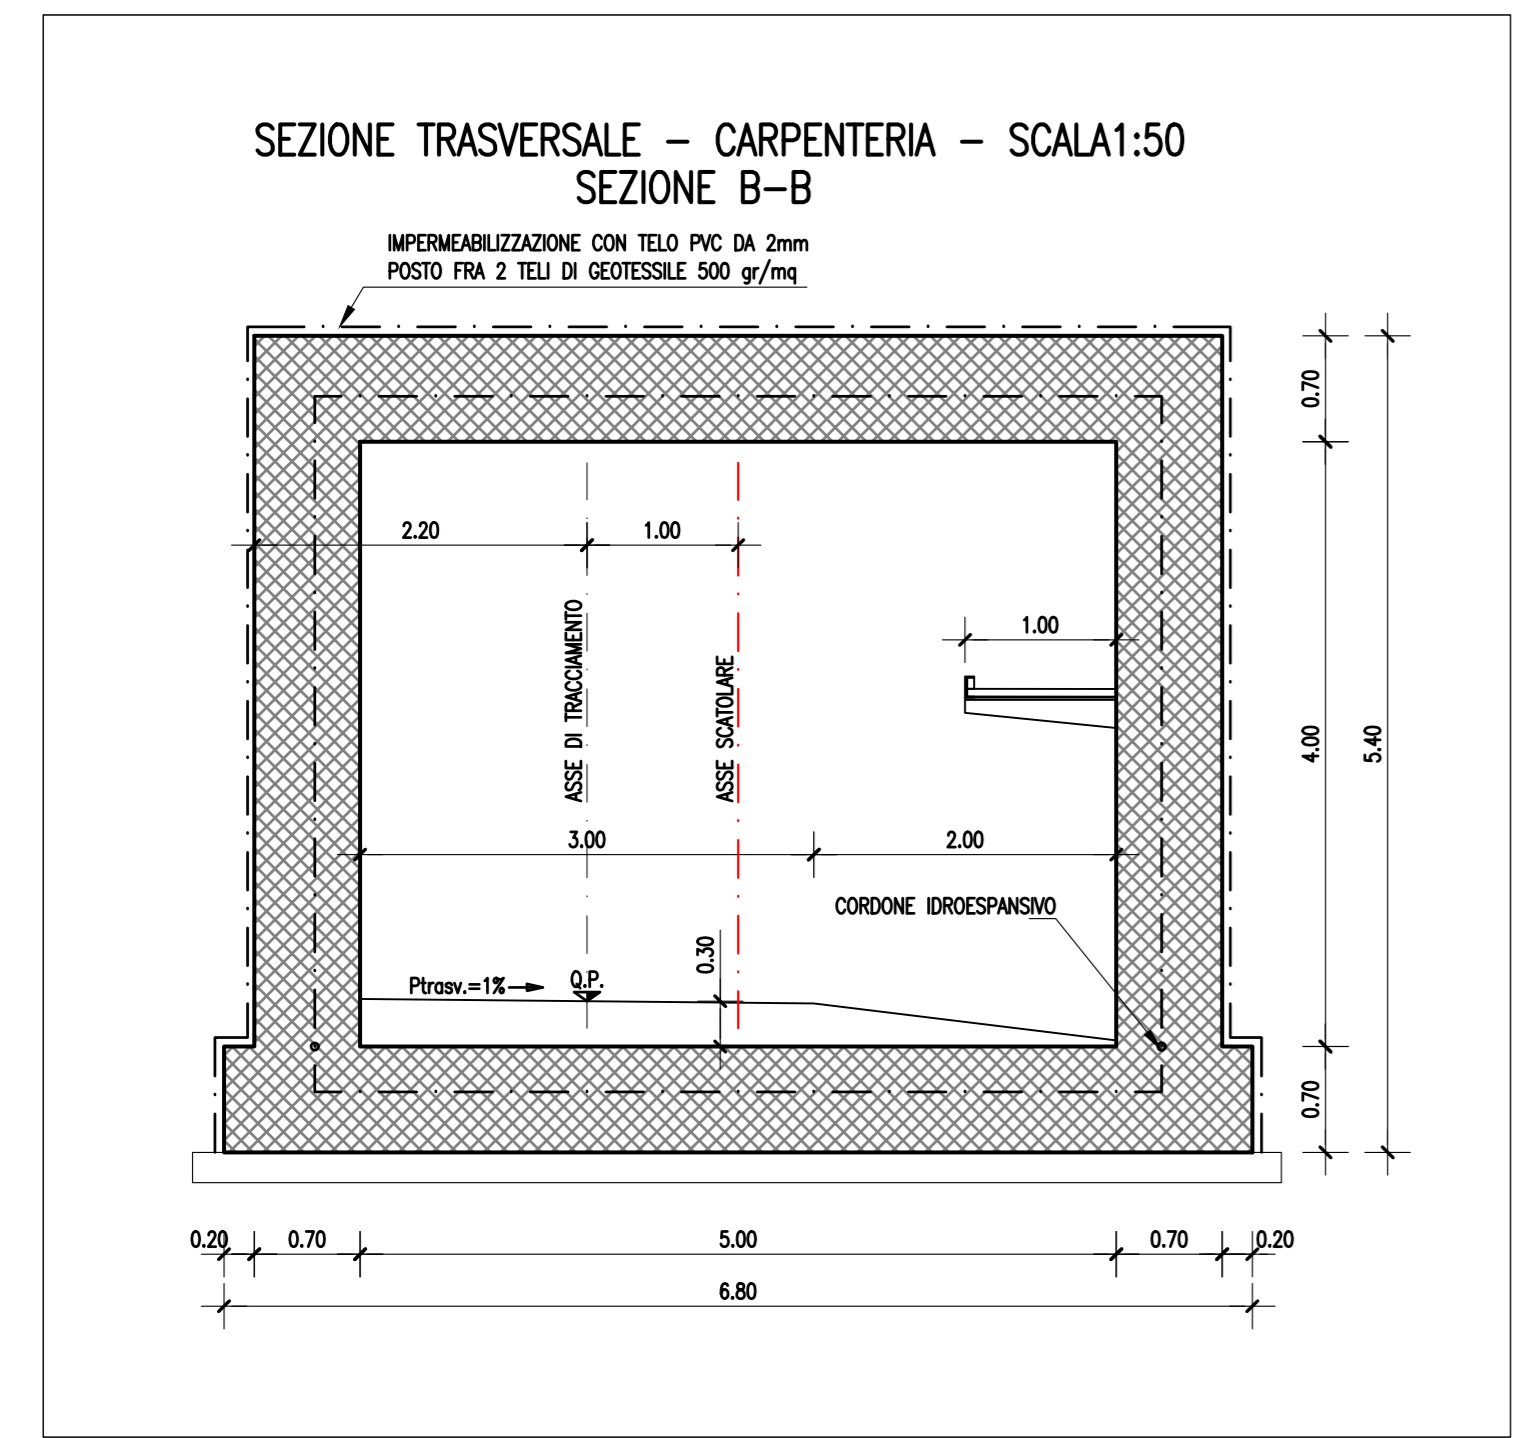 SEZIONE TRASVERSALE – CARPENTERIA – SCALA1:50
SEZIONE B–B
IMPERMEABILIZZAZIONE CON TELO PVC DA 2mm
POSTO FRA 2 TELI DI GEOTESSILE 500 gr/mq
0.70
2.20
1.00
ASSE DI TRACCIAMENTO
ASSE SCATOLARE
1.00
4.00
5.40
3.00
2.00
CORDONE IDROESPANSIVO
0.30
Ptrasv.=1%
Q.P.
0.70
0.20
0.70
5.00
0.70
0.20
6.80